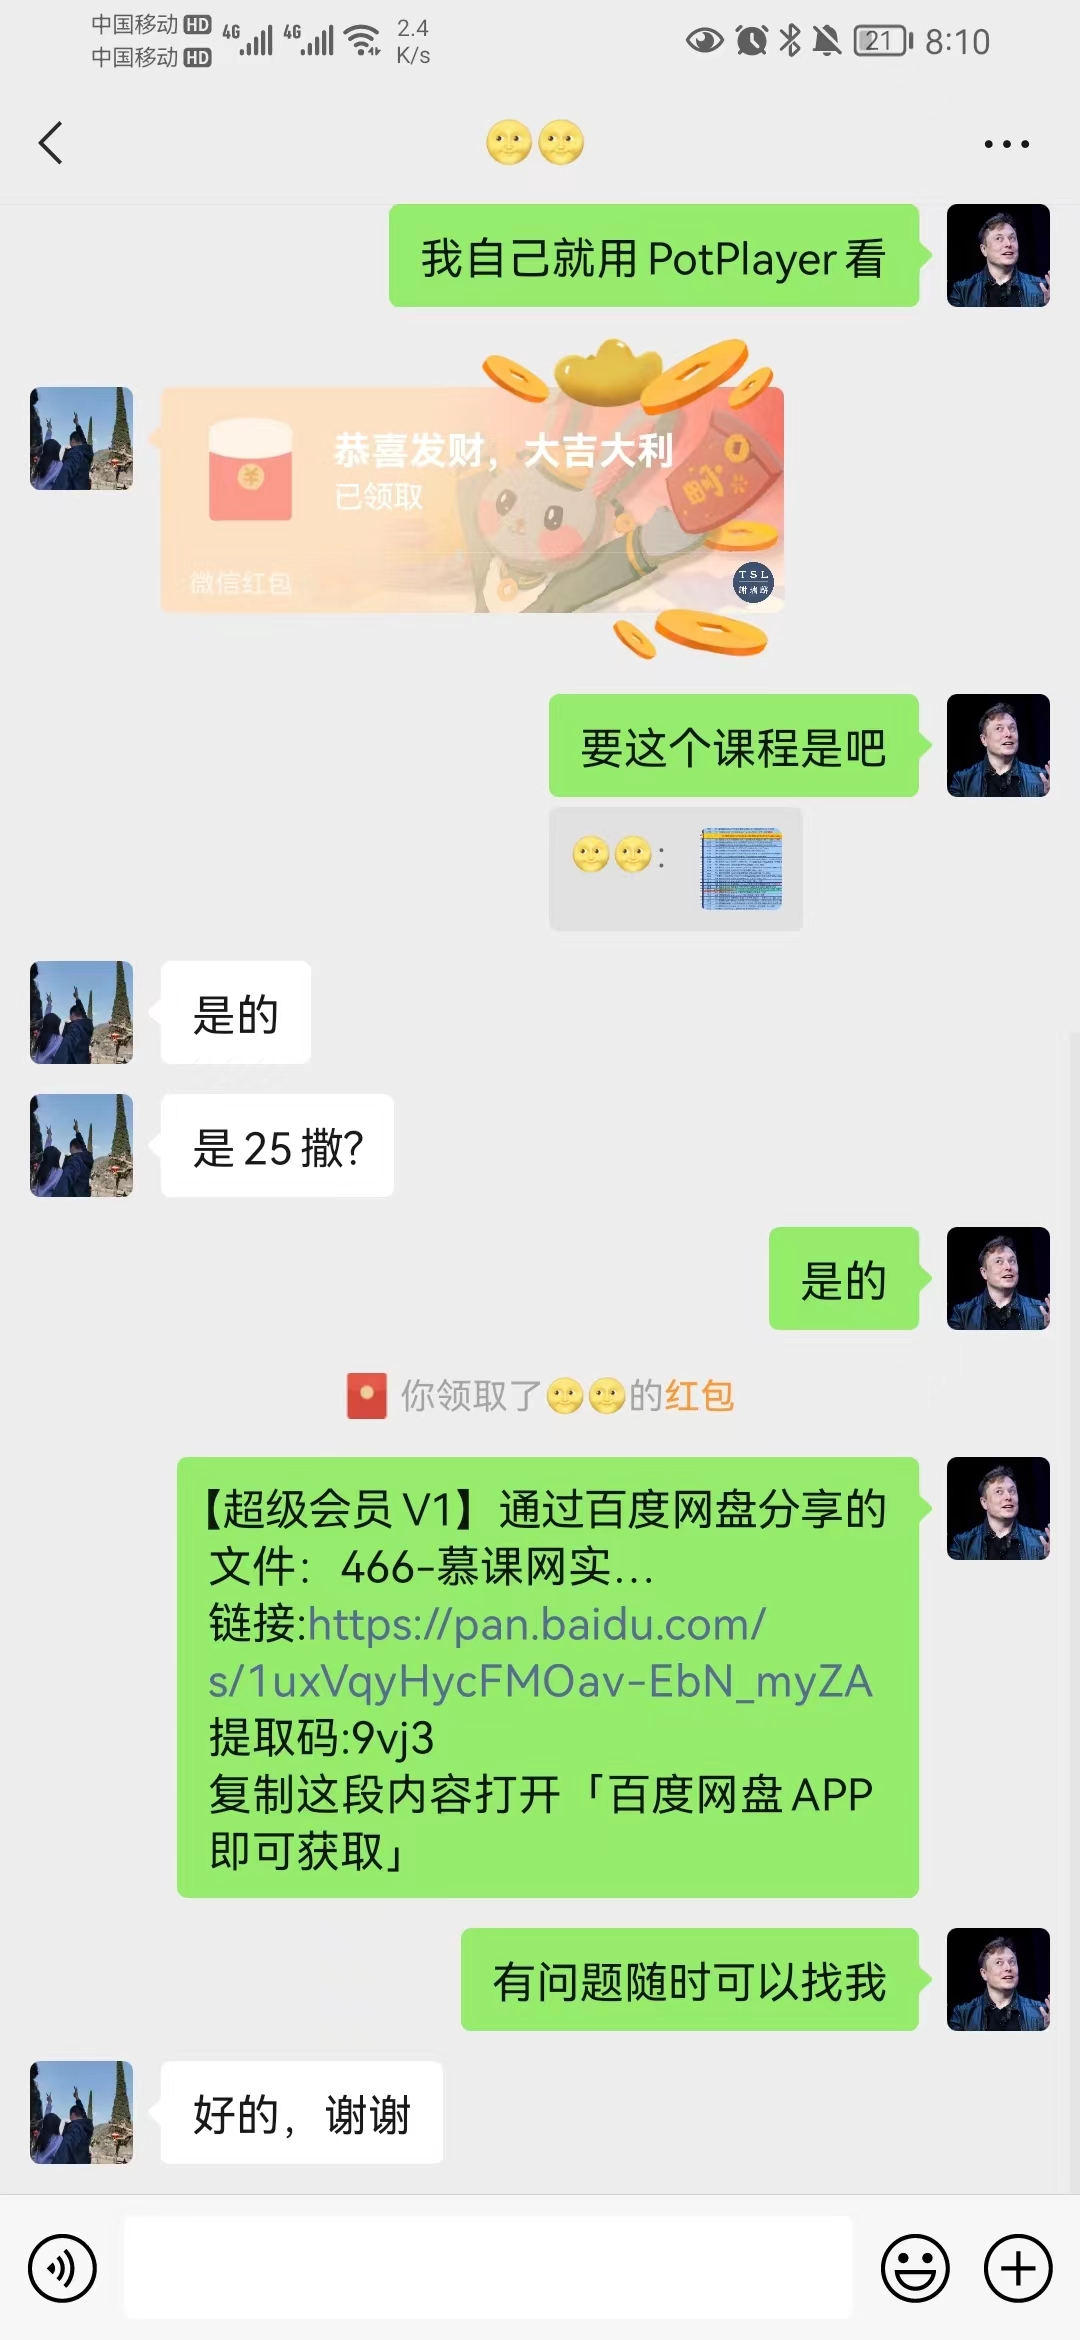 中国移动 HD 4G 4G 2.4
中国移动 HD K/s
21 8:10
🌝🌝
我自己就用 PotPlayer 看
恭喜发财，大吉大利
已领取
微信红包
TSL
要这个课程是吧
🌝🌝：
是的
是 25 撒？
是的
你领取了🌝🌝的红包
【超级会员 V1】通过百度网盘分享的
文件：466-慕课网实...
链接:https://pan.baidu.com/
s/1uxVqyHycFMOav-EbN_myZA
提取码:9vj3
复制这段内容打开「百度网盘 APP
即可获取」
有问题随时可以找我
好的，谢谢